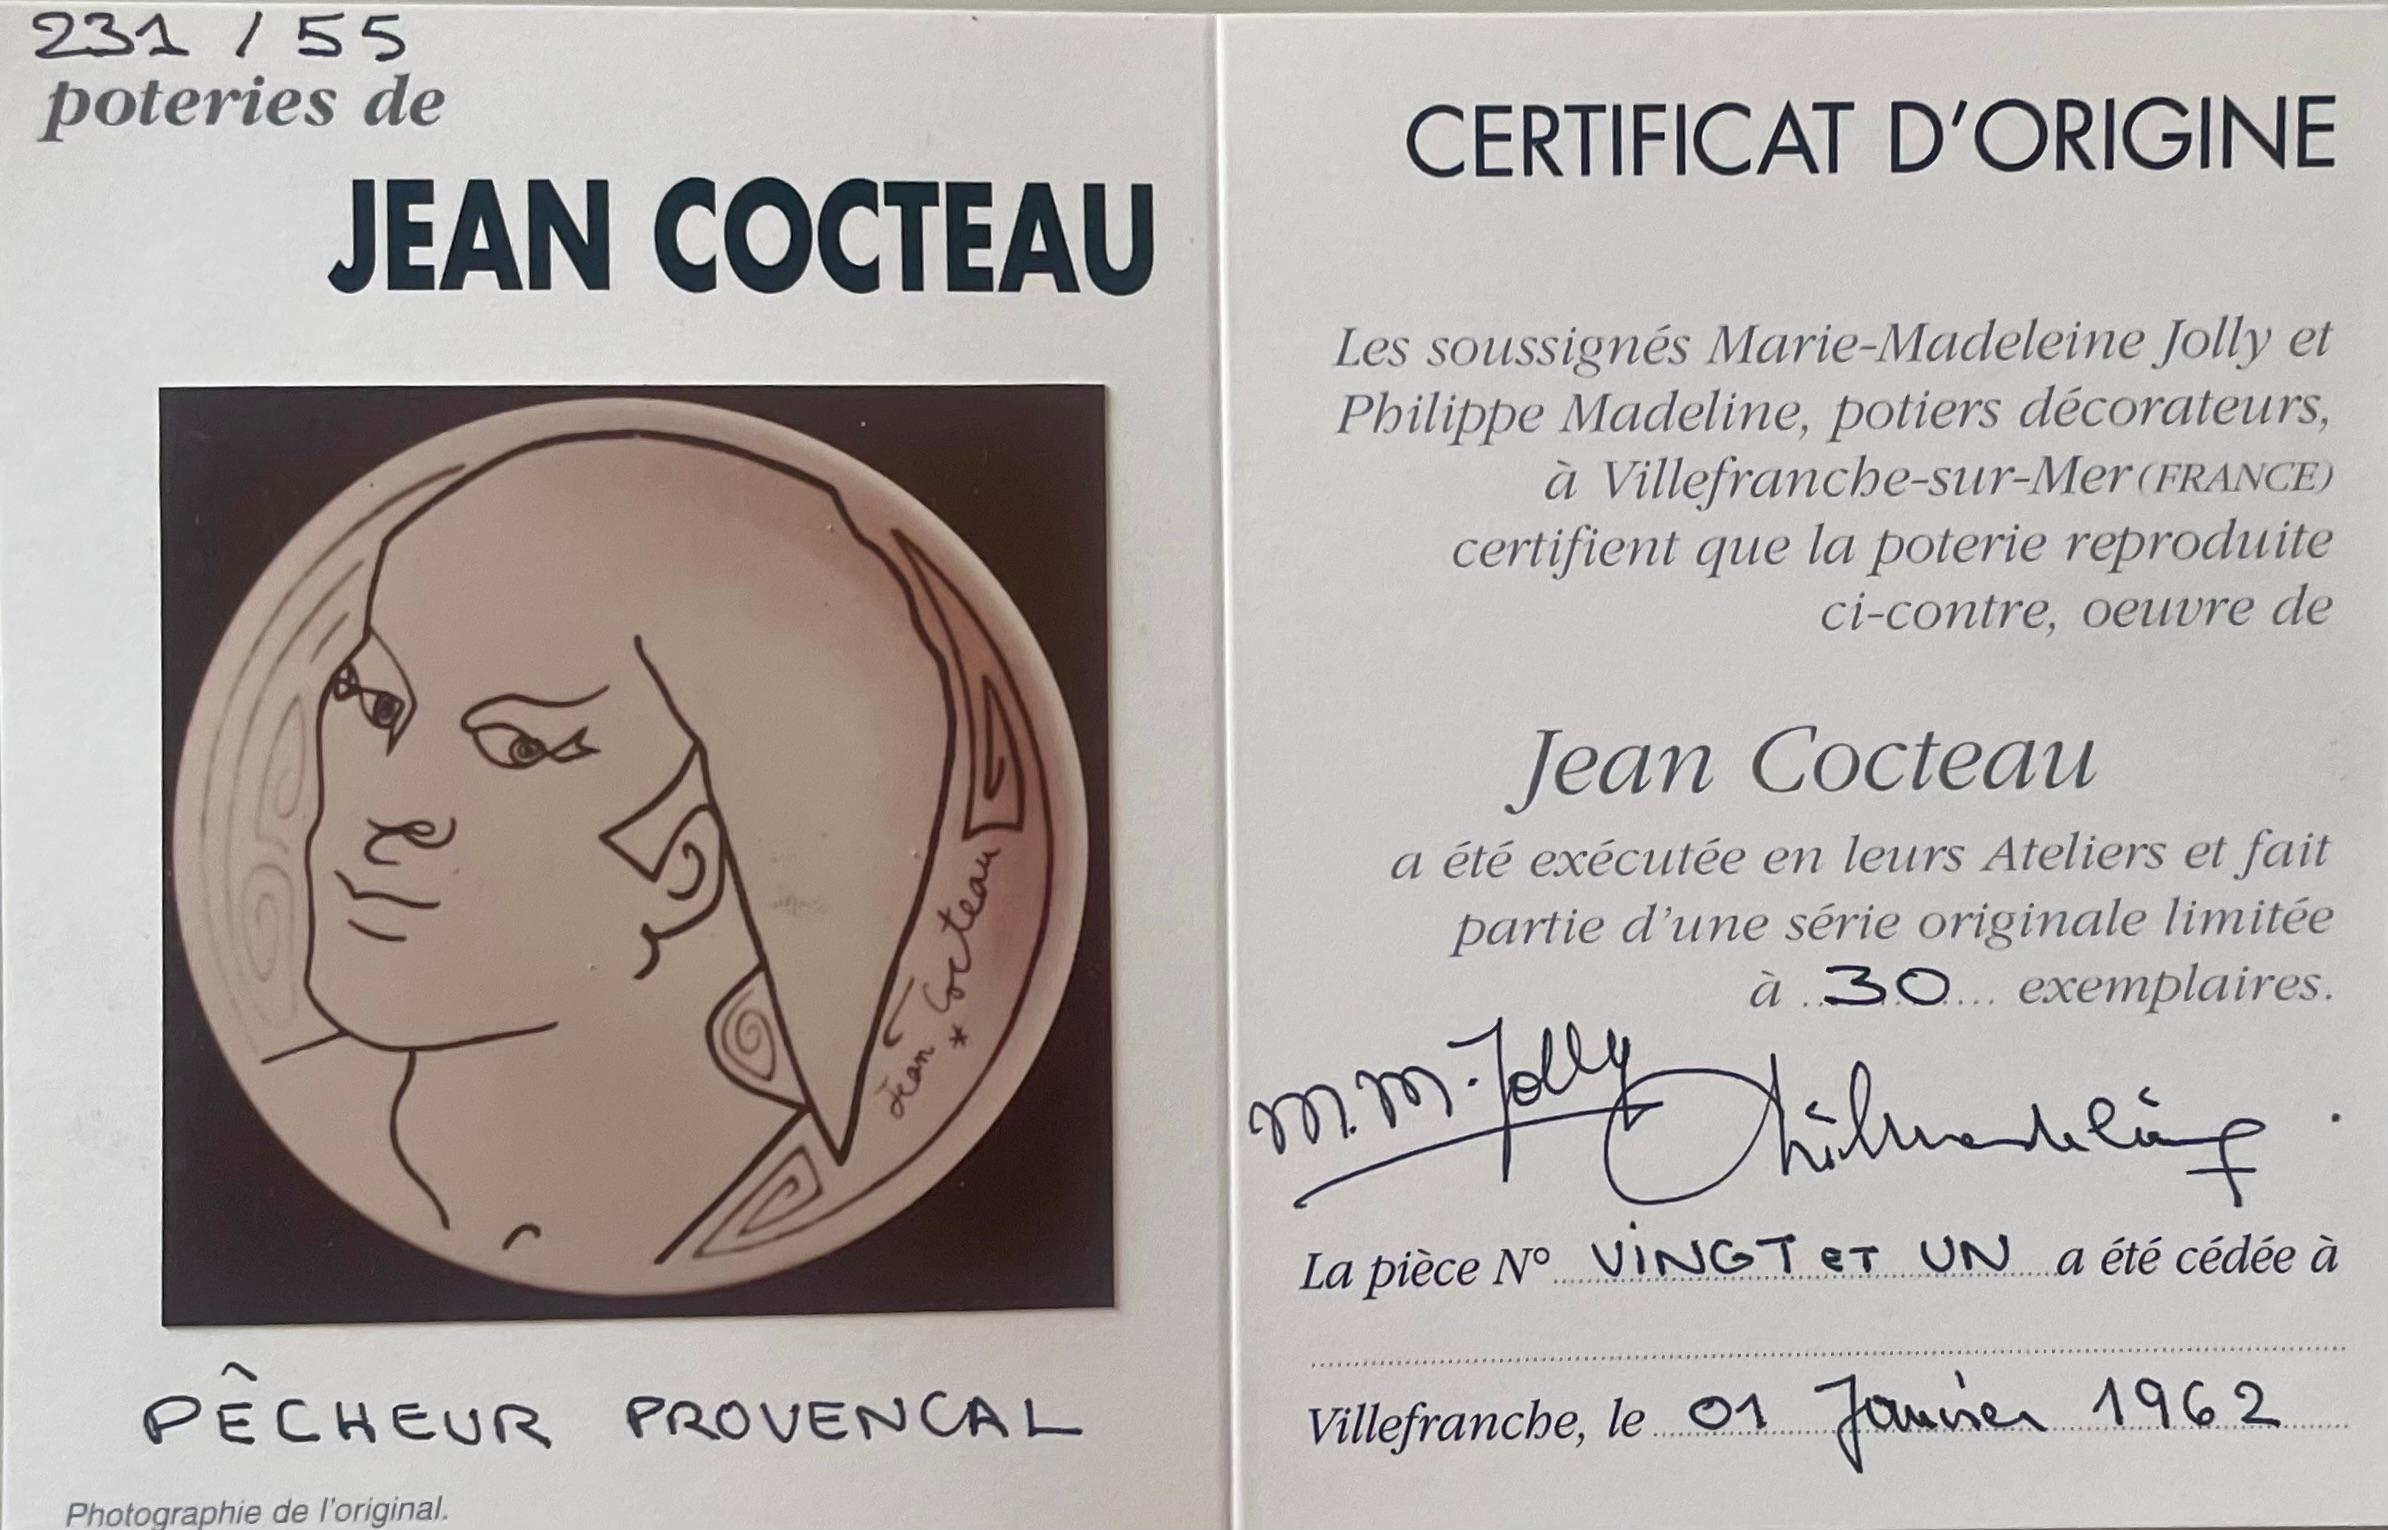 231 / 55
poteries de
JEAN COCTEAU
Jean Cocteau
*
PÊCHEUR PROVENCAL
Photographie de l'original.
CERTIFICAT D'ORIGINE
Les soussignés Marie-Madeleine Jolly et
Philippe Madeline, potiers décorateurs,
à Villefranche-sur-Mer (FRANCE)
certifient que la poterie reproduite
ci-contre, oeuvre de
Jean Cocteau
a été exécutée en leurs Ateliers et fait
partie d'une série originale limitée
à 30 exemplaires.
M.M. Jolly Phil Madeline
La pièce N° VINGT ET UN a été cédée à
Villefranche, le 01 Janvier 1962